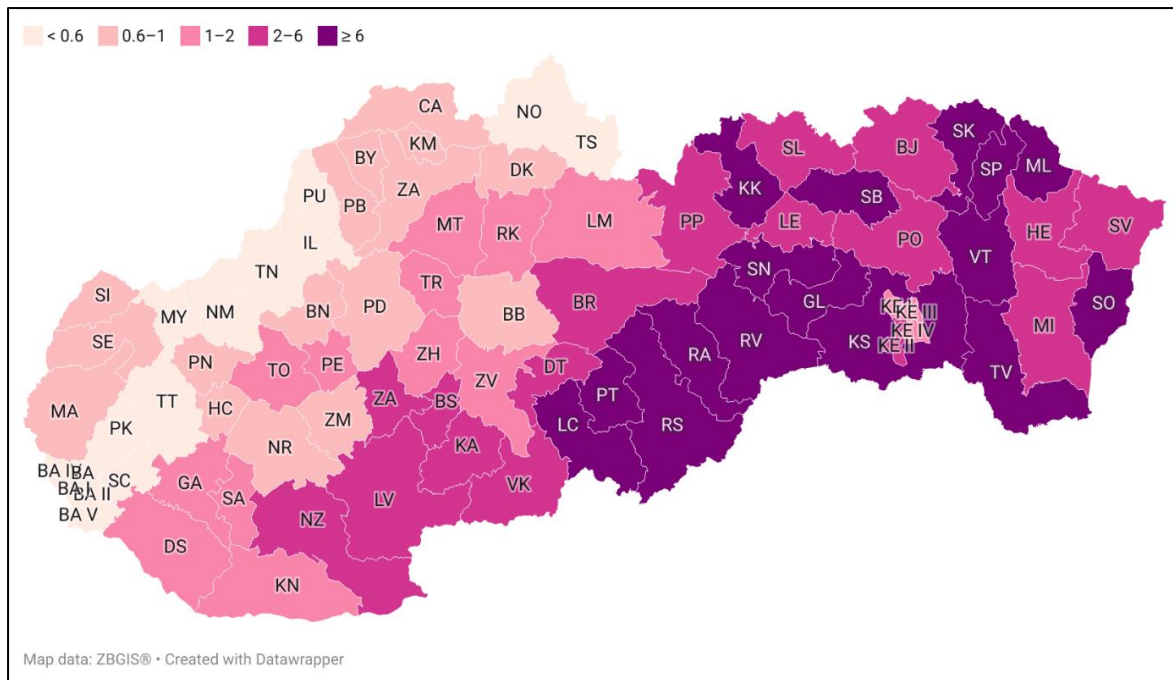 < 0.6 0.6–1 1–2 2–6 ≥ 6
CA
NO
KM
TS
BY
DK
ZA
PU
PB
SL
BJ
SK
SP
ML
KK
SB
MT
RK
LM
PP
LE
PO
HE
SV
IL
TN
VT
SI
MY
NM
BN
PD
TR
BB
BR
SN
GL
SO
SE
PN
TO
PE
ZH
ZV
DT
RA
RV
KS
KE III
KE IV
KE II
MI
MA
TT
HC
ZM
ZA
BS
PT
LC
RS
TV
PK
NR
KA
BA IV
BA
SC
BA I
BA II
BA V
GA
SA
NZ
LV
VK
DS
KN
Map data: ZBGIS® • Created with Datawrapper